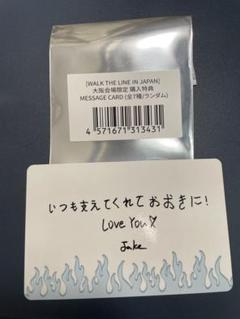 [WALK THE LINE IN JAPAN]
大阪会場限定 購入特典
MESSAGE CARD (全7種/ランダム)
4 571671 313431
いつも支えてくれて おおきに!
Love You♡
Jake